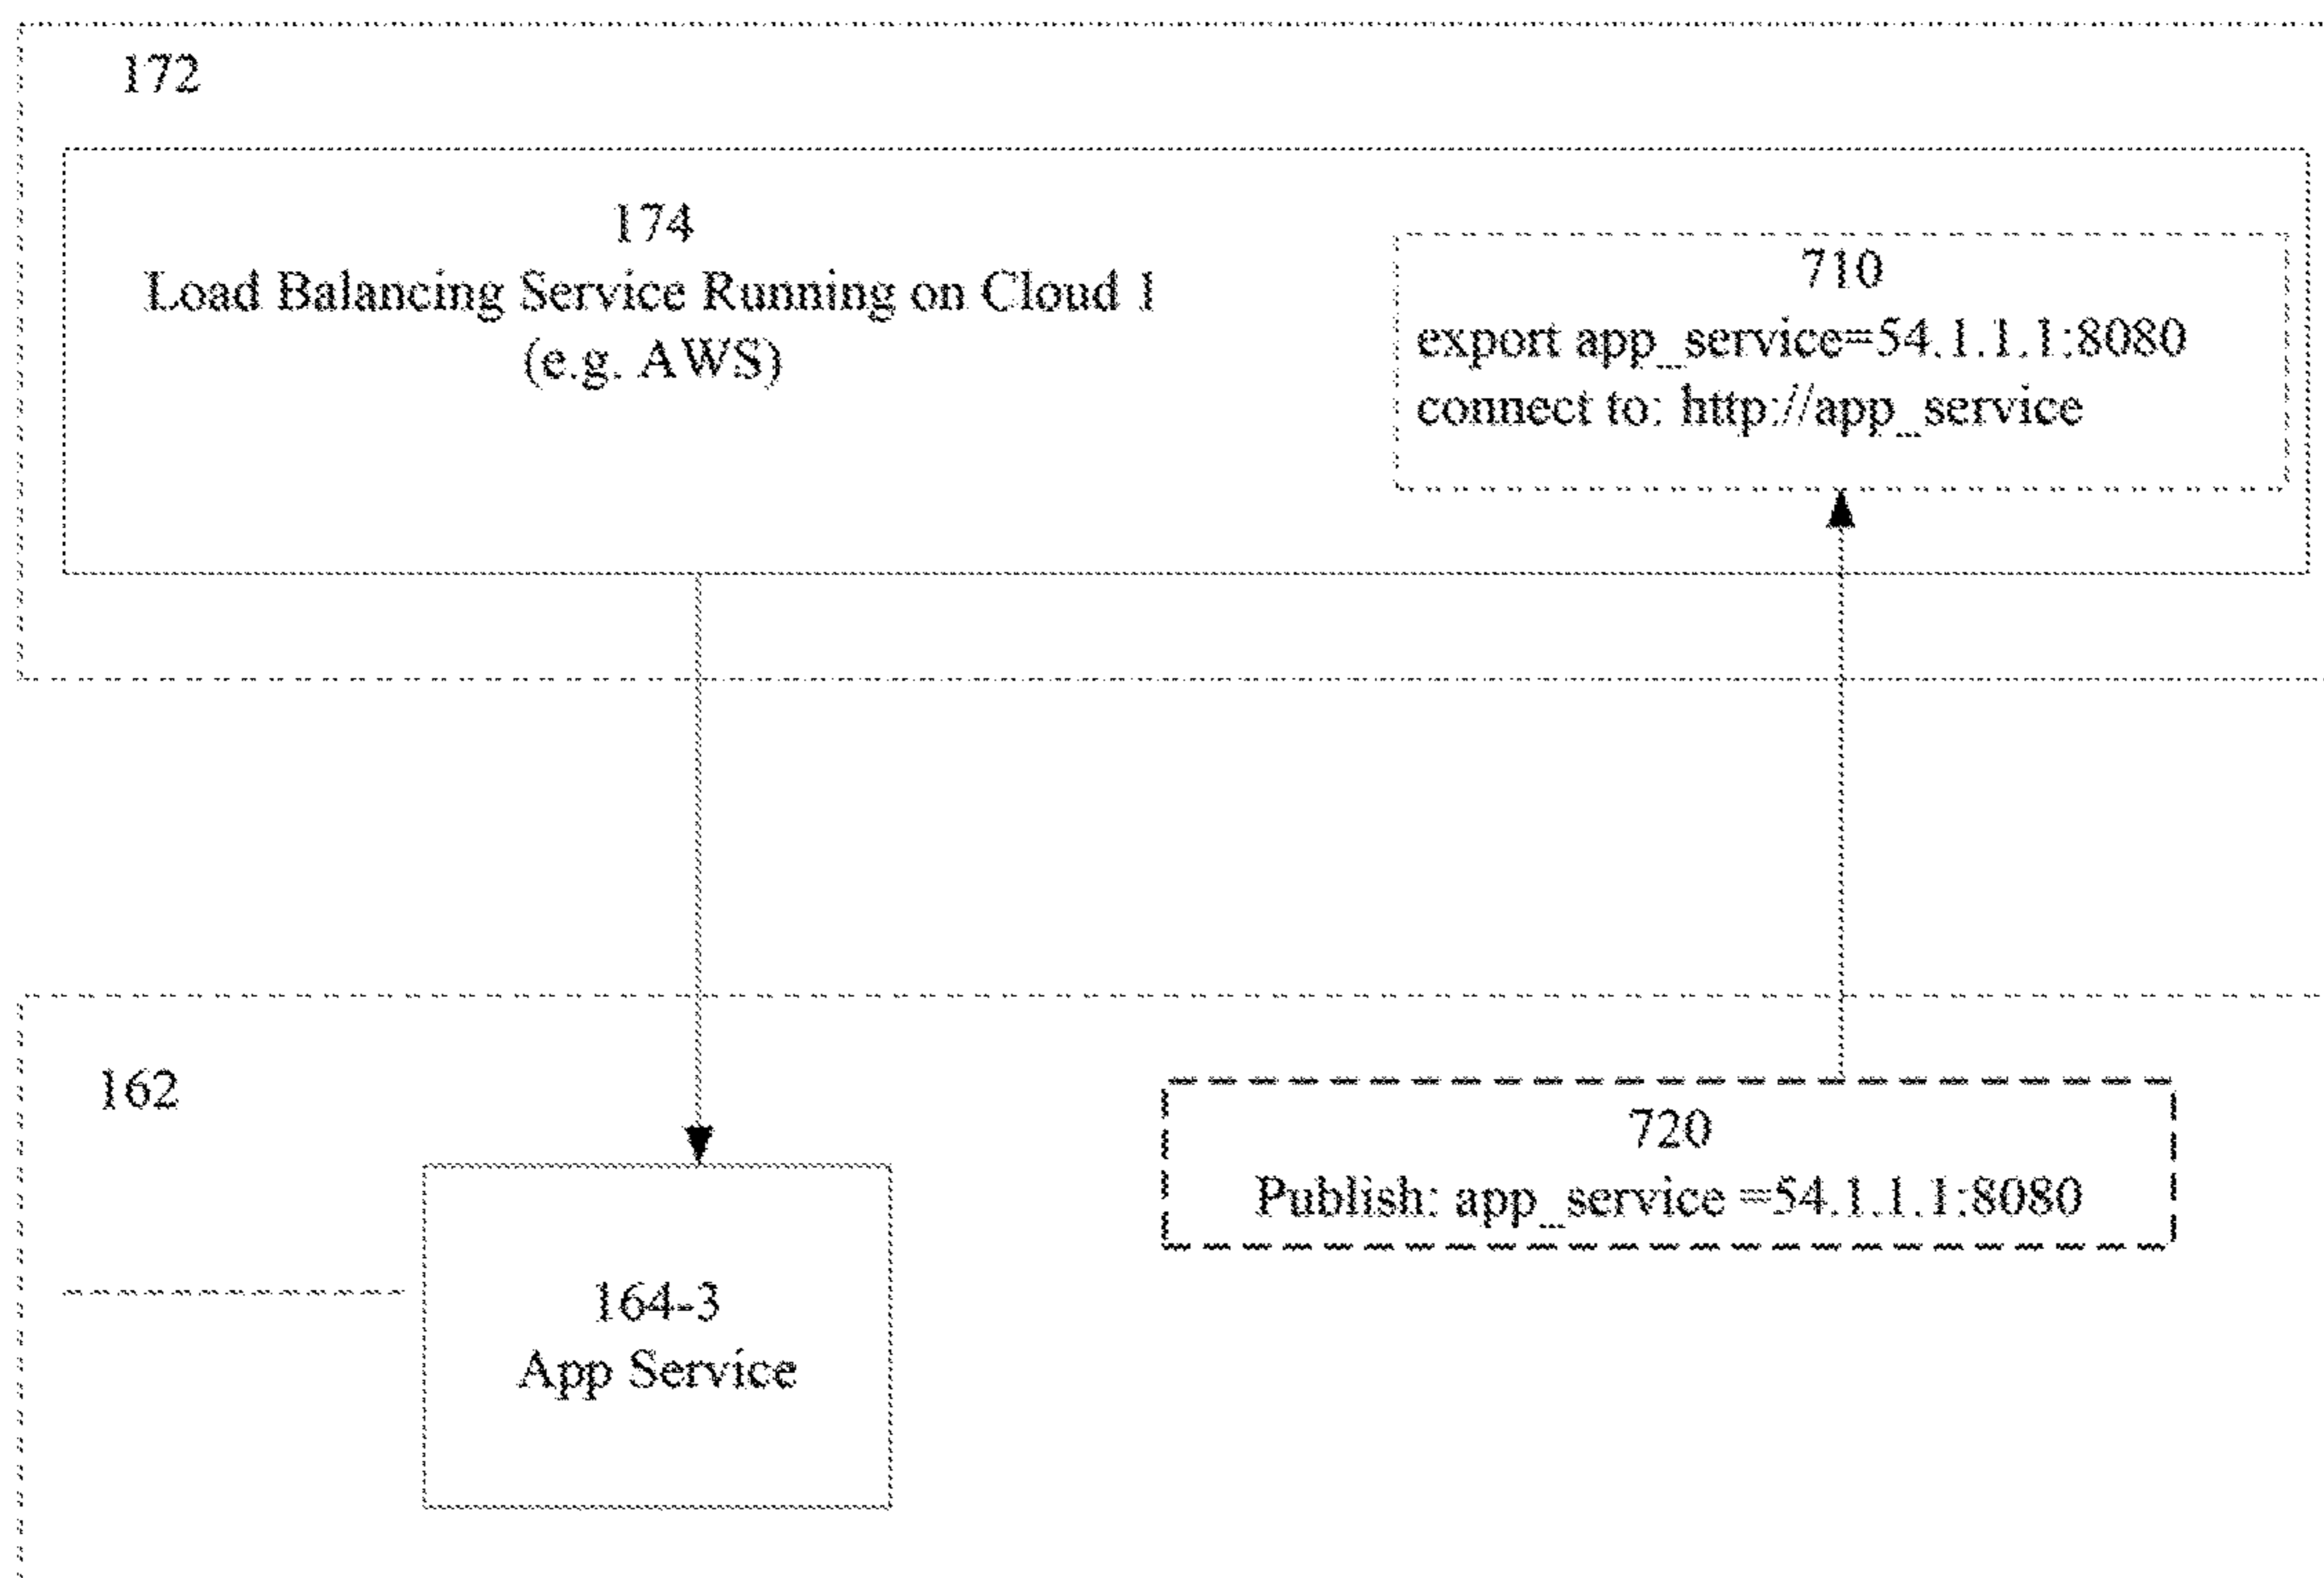 172
174
Load Balancing Service Running on Cloud 1
(e.g. AWS)
710
export app_service=54.1.1.1:8080
connect to: http://app_service
162
720
Publish: app_service =54.1.1.1:8080
164-3
App Service